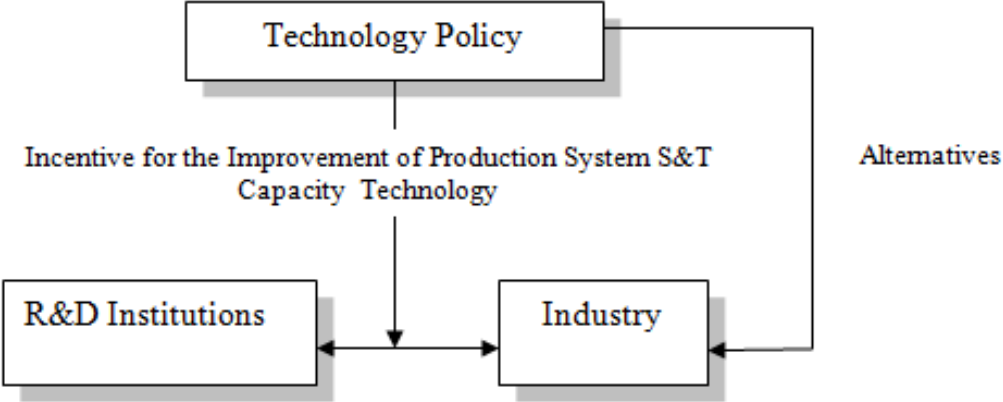 Technology Policy
Incentive for the Improvement of Production System S&T
Capacity Technology
Alternatives
R&D Institutions
Industry